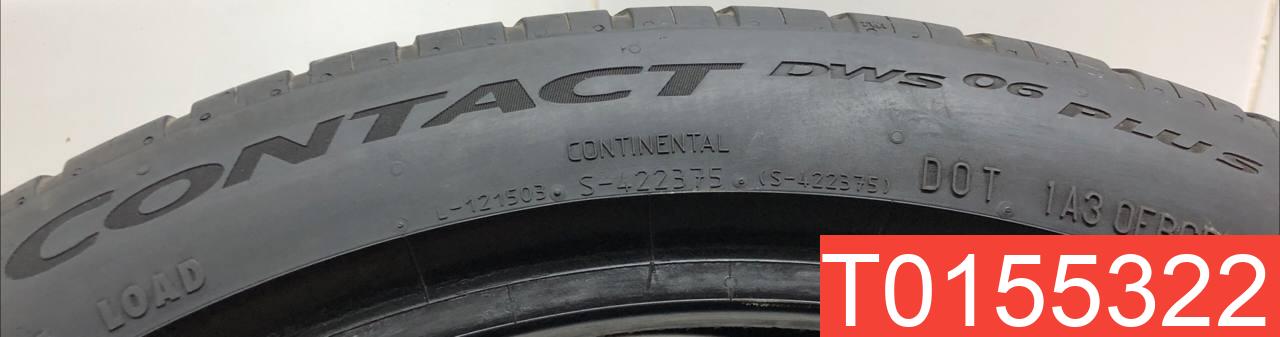 CONTACT DWS 06 PLUS
CONTINENTAL
L-121503 . S-422375 . (S-422375)
DOT 1A3
LOAD
T0155322